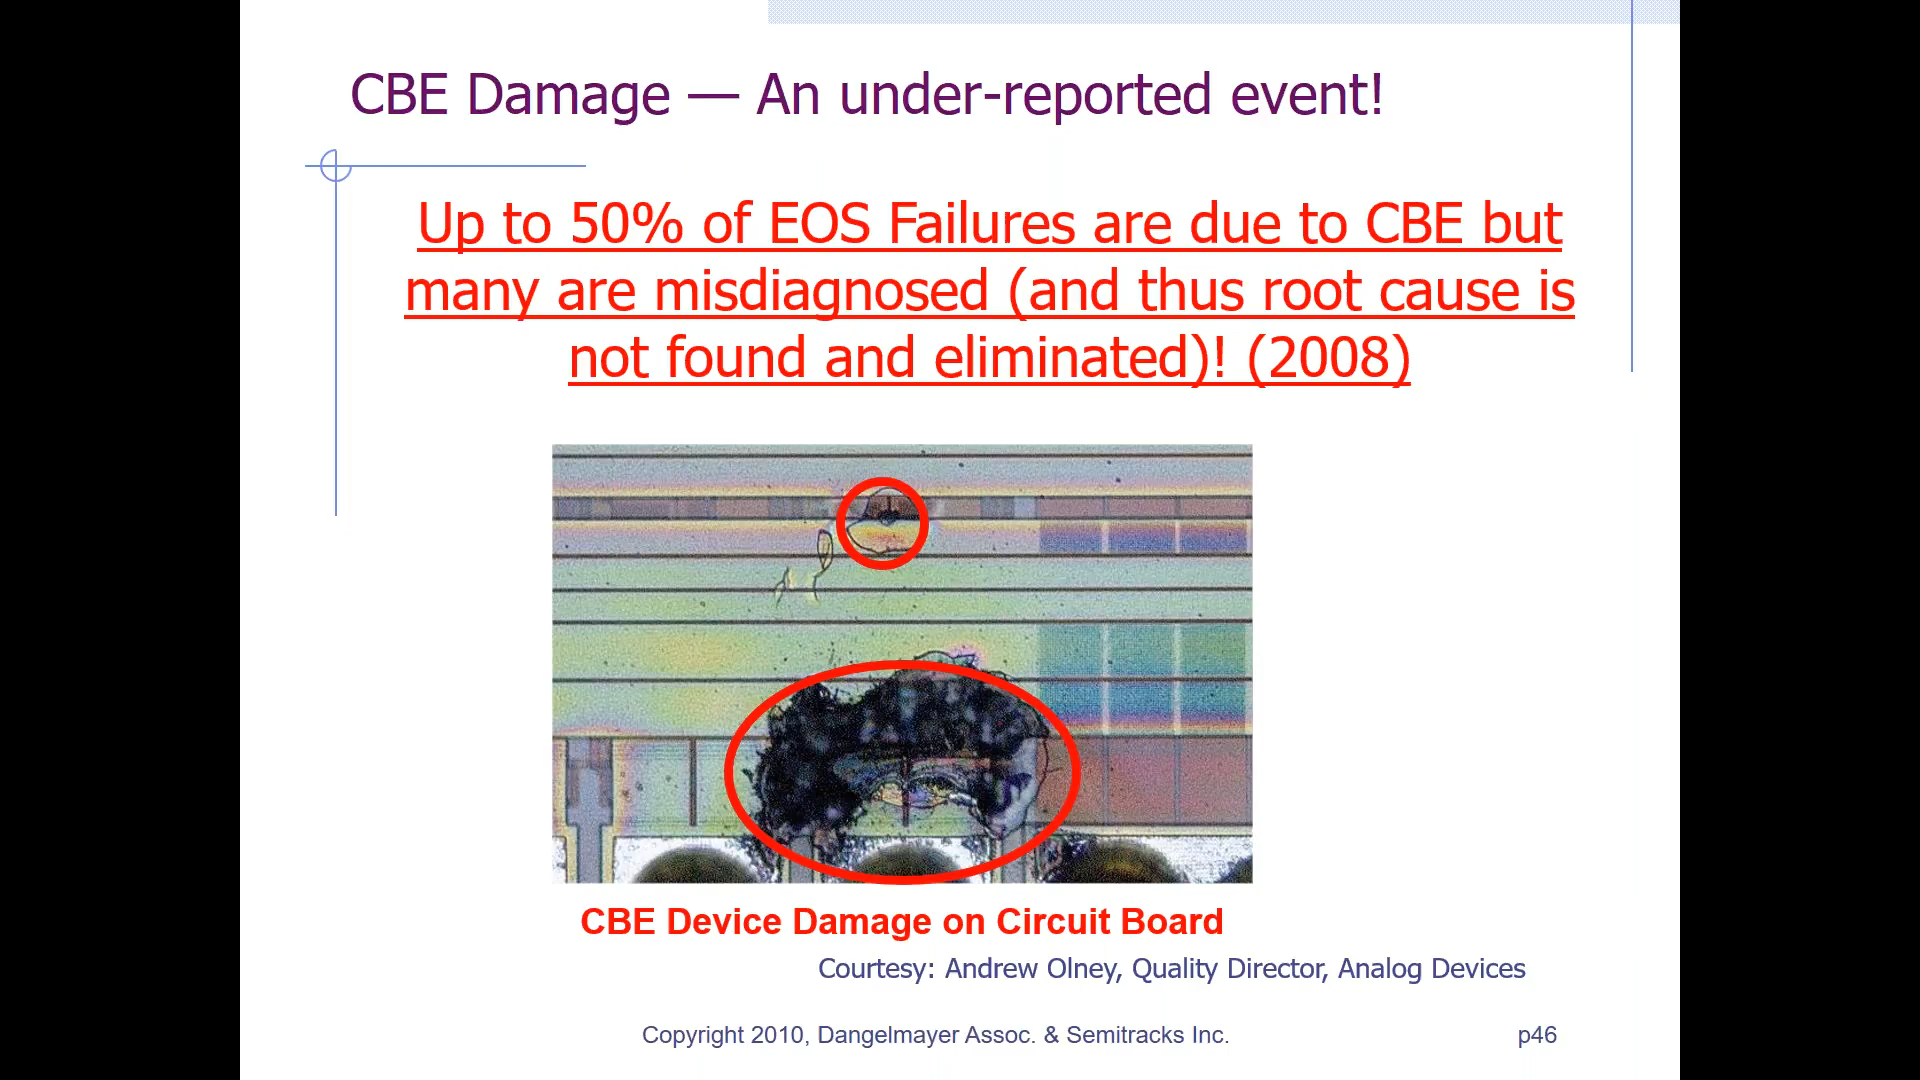 CBE Damage — An under-reported event!
Up to 50% of EOS Failures are due to CBE but
many are misdiagnosed (and thus root cause is
not found and eliminated)! (2008)
CBE Device Damage on Circuit Board
Courtesy: Andrew Olney, Quality Director, Analog Devices
Copyright 2010, Dangelmayer Assoc. & Semitracks Inc.
p46